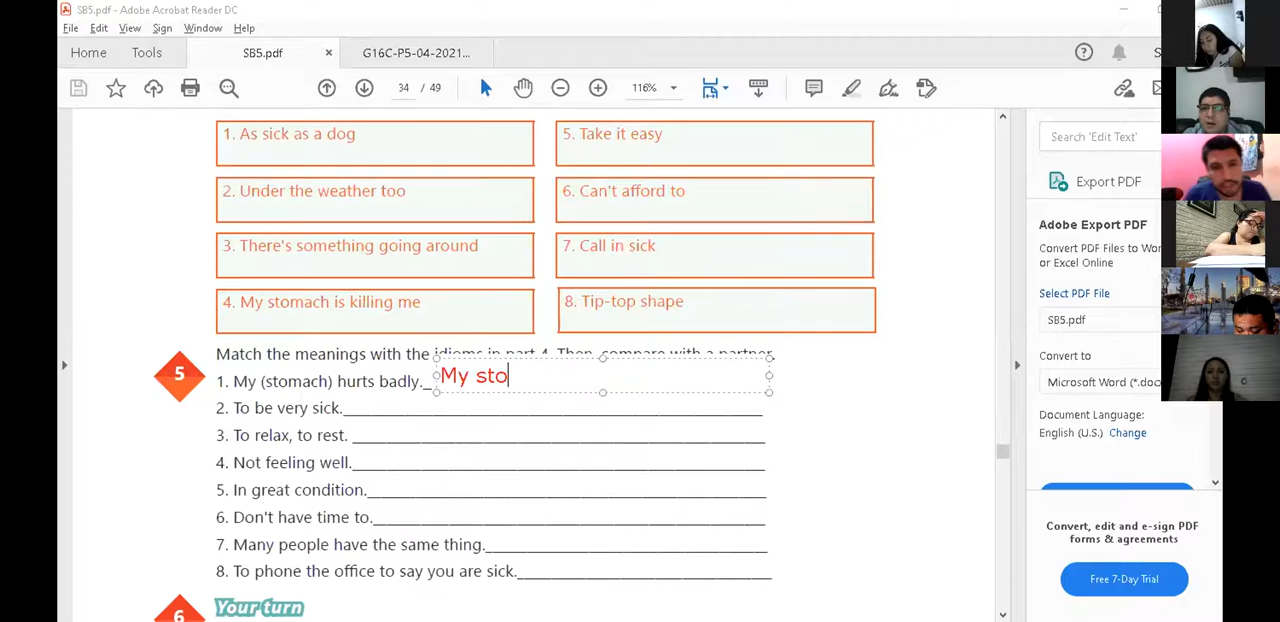 SB5.pdf - Adobe Acrobat Reader DC
File Edit View Sign Window Help
Home Tools SB5.pdf × G16C-P5-04-2021...
34 / 49 116%
1. As sick as a dog
5. Take it easy
2. Under the weather too
6. Can't afford to
3. There's something going around
7. Call in sick
4. My stomach is killing me
8. Tip-top shape
5
Match the meanings with the idioms in part 4. Then compare with a partner.
1. My (stomach) hurts badly. My sto
2. To be very sick.
3. To relax, to rest.
4. Not feeling well.
5. In great condition.
6. Don't have time to.
7. Many people have the same thing.
8. To phone the office to say you are sick.
6
Your turn
Search 'Edit Text'
Export PDF
Adobe Export PDF
Convert PDF Files to
or Excel Online
Select PDF File
SB5.pdf
Convert to
Microsoft Word (*.doc
Document Language:
English (U.S.) Change
Convert, edit and e-sign PDF
forms & agreements
Free 7-Day Trial